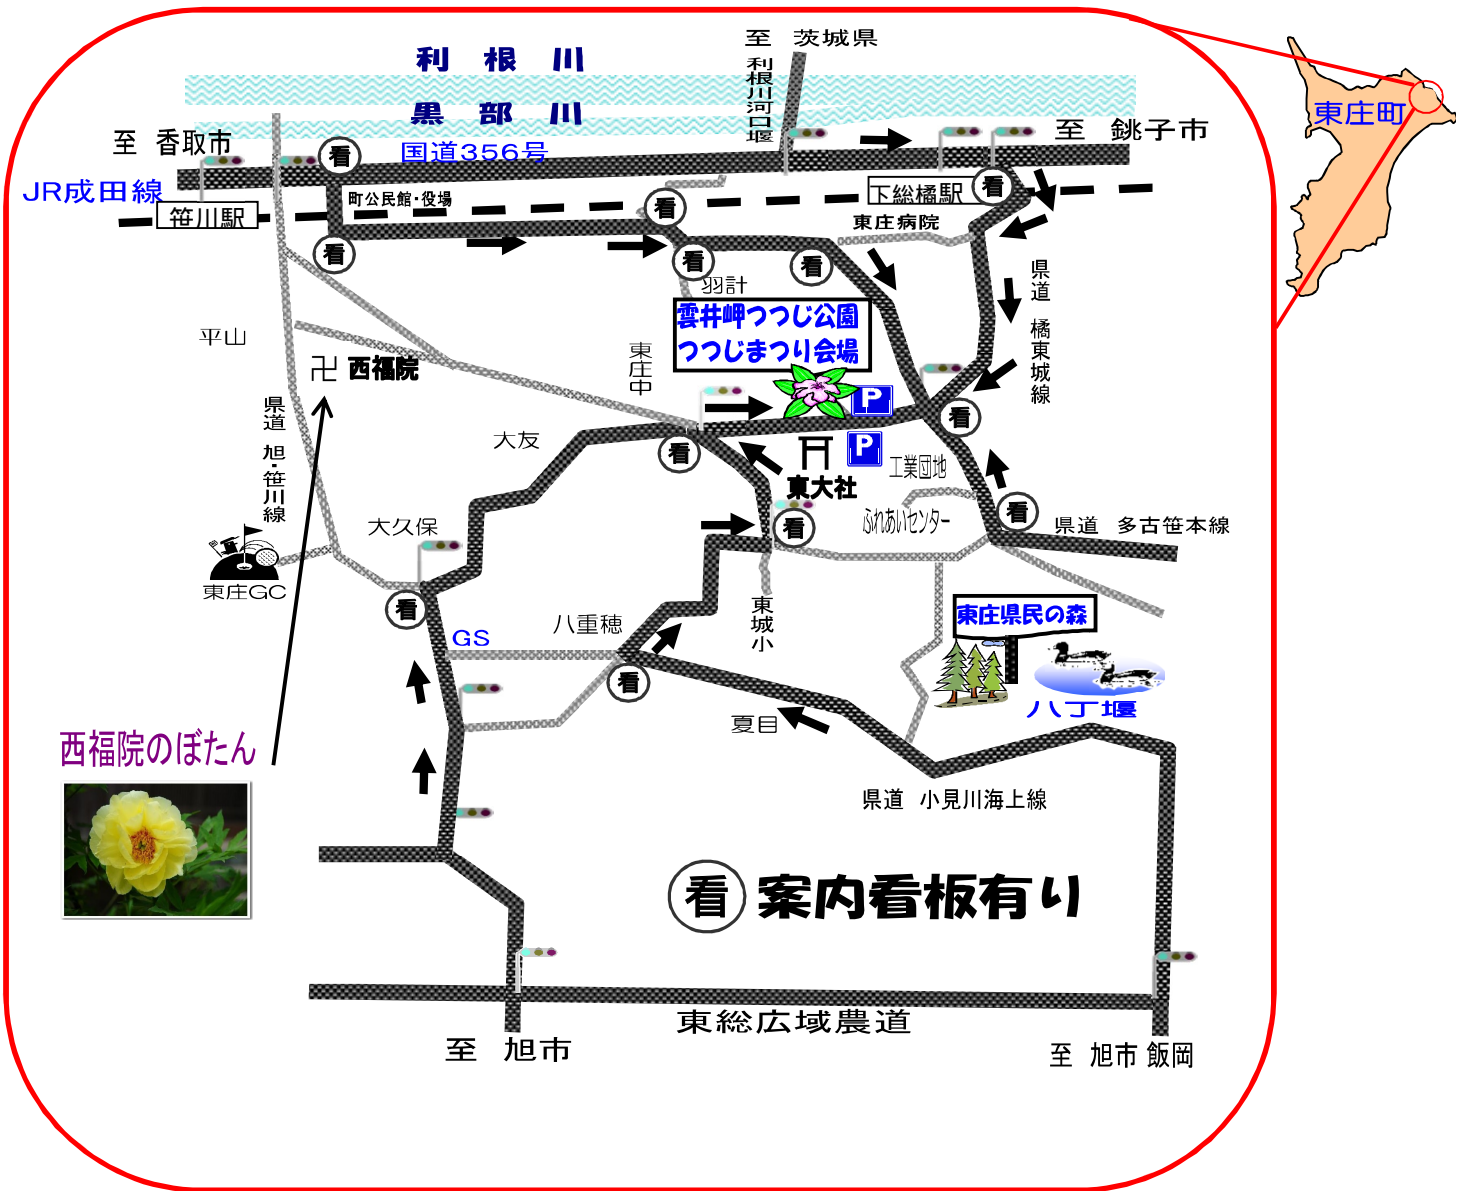 利根川
黒部川
至 茨城県
至 利根川河口堰
至 香取市
国道356号
至 銚子市
東庄町
JR成田線
笹川駅
看
町公民館・役場
看
看
下総橘駅
看
東庄病院
看
看
羽計
県道 橘東城線
雲井岬つつじ公園
つつじまつり会場
平山
卍 西福院
東庄中
P
看
大友
看
P
工業団地
東大社
県道 旭・笹川線
看
看
ふれあいセンター
県道 多古笹本線
大久保
東庄GC
看
東城小
東庄県民の森
八重穂
GS
看
八丁堰
夏目
西福院のぼたん
県道 小見川海上線
看 案内看板有り
東総広域農道
至 旭市
至 旭市 飯岡